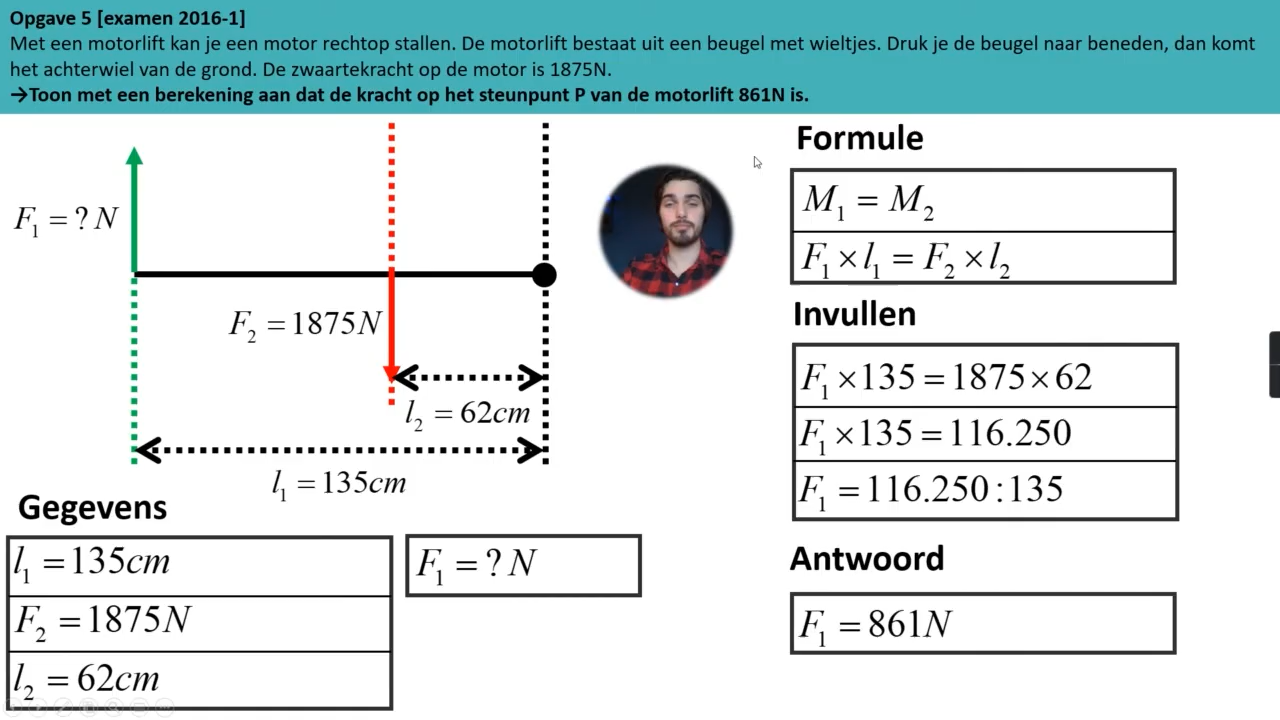 Opgave 5 [examen 2016-1]
Met een motorlift kan je een motor rechtop stallen. De motorlift bestaat uit een beugel met wieltjes. Druk je de beugel naar beneden, dan komt
het achterwiel van de grond. De zwaartekracht op de motor is 1875N.
→Toon met een berekening aan dat de kracht op het steunpunt P van de motorlift 861N is.
F₁ = ? N
F₂ = 1875N
l₂ = 62cm
l₁ = 135cm
Gegevens
l₁ = 135cm
F₂ = 1875N
l₂ = 62cm
F₁ = ? N
Formule
M₁ = M₂
F₁ × l₁ = F₂ × l₂
Invullen
F₁ × 135 = 1875 × 62
F₁ × 135 = 116.250
F₁ = 116.250 : 135
Antwoord
F₁ = 861N